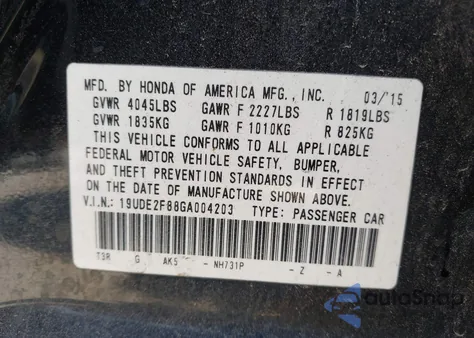 MFD. BY HONDA OF AMERICA MFG., INC. 03/'15
GVWR 4045LBS GAWR F 2227LBS R 1819LBS
GVWR 1835KG GAWR F 1010KG R 825KG
THIS VEHICLE CONFORMS TO ALL APPLICABLE
FEDERAL MOTOR VEHICLE SAFETY, BUMPER,
AND THEFT PREVENTION STANDARDS IN EFFECT
ON THE DATE OF MANUFACTURE SHOWN ABOVE.
V.I.N.: 19UDE2F88GA004203 TYPE: PASSENGER CAR
T3R G AK5 - NH731P - Z - A
AutoSnap